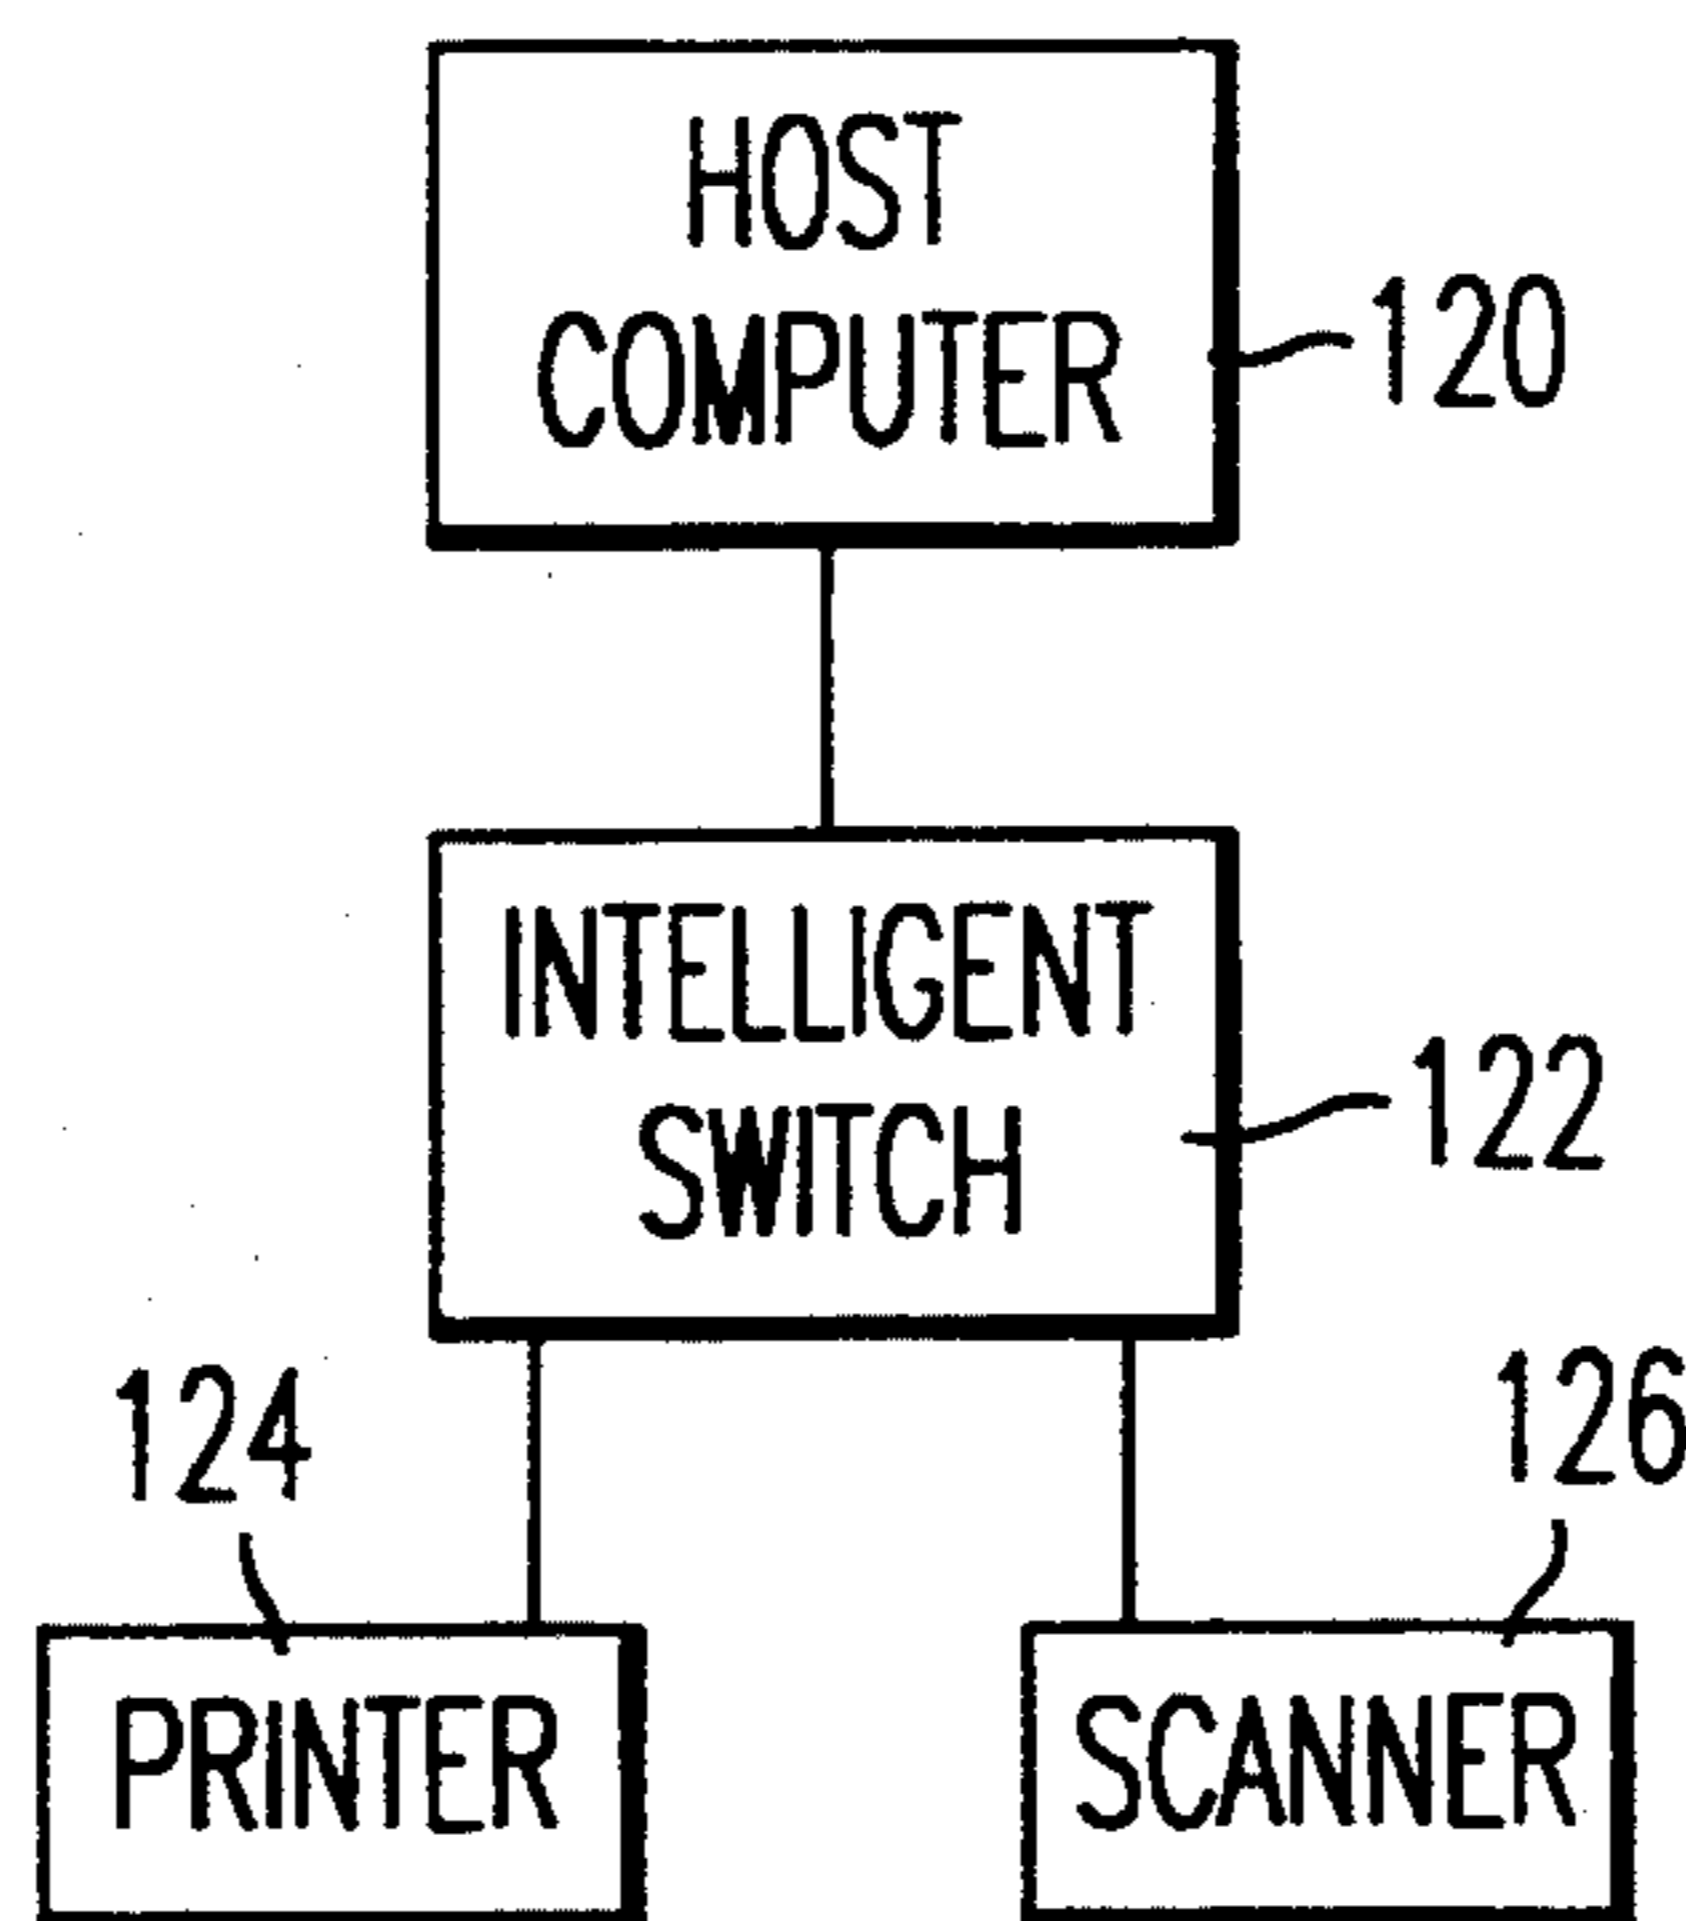 HOST
COMPUTER
120
INTELLIGENT
SWITCH
122
124
126
PRINTER
SCANNER